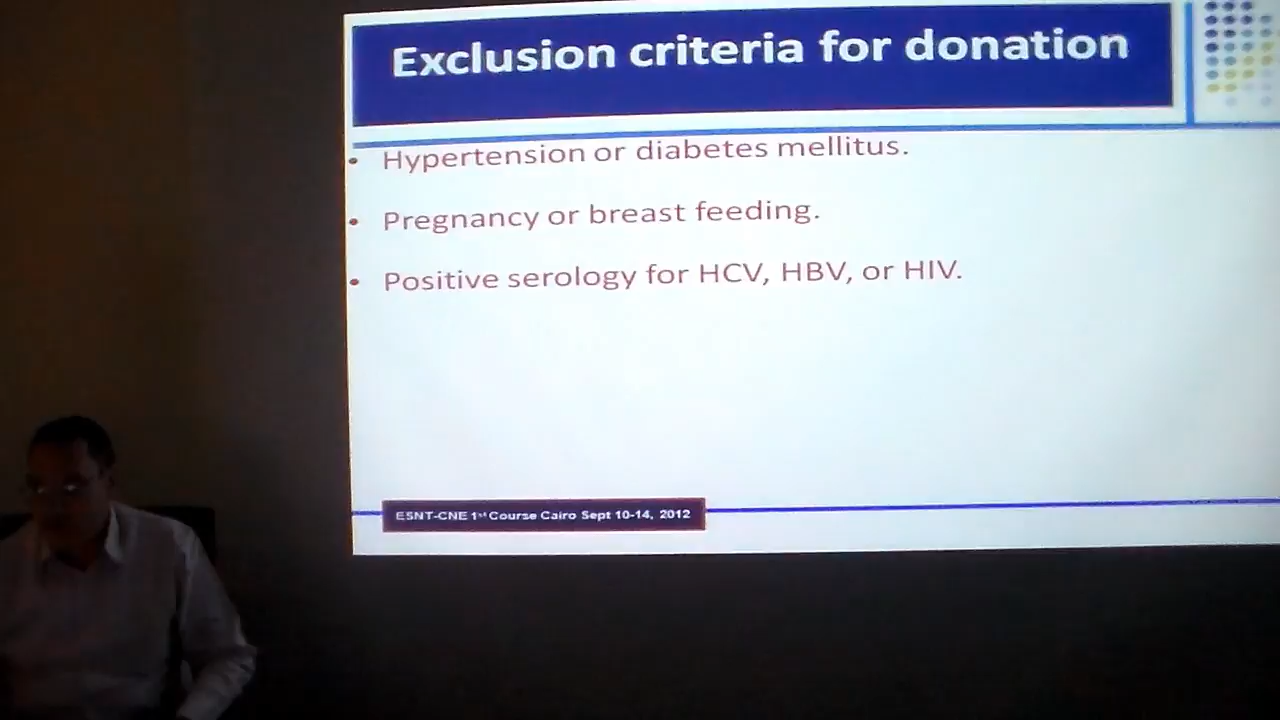 Exclusion criteria for donation
• Hypertension or diabetes mellitus.
• Pregnancy or breast feeding.
• Positive serology for HCV, HBV, or HIV.
ESNT-CNE 1st Course Cairo Sept 10-14, 2012